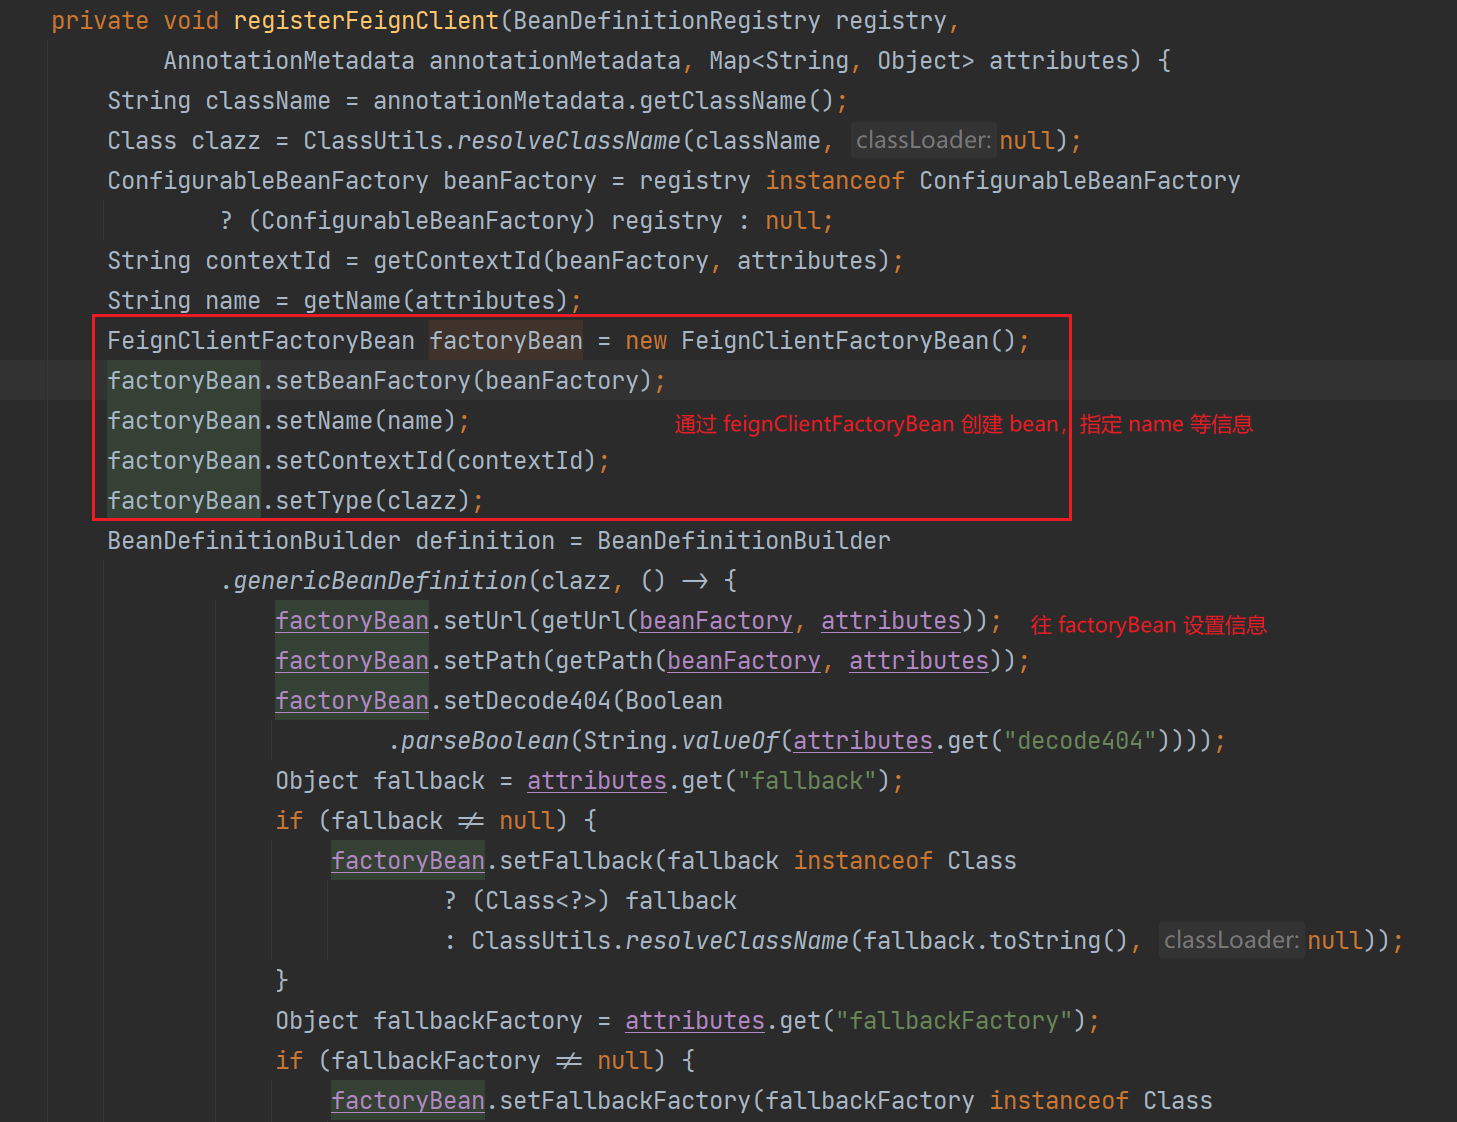 private void registerFeignClient(BeanDefinitionRegistry registry,
AnnotationMetadata annotationMetadata, Map<String, Object> attributes) {
String className = annotationMetadata.getClassName();
Class clazz = ClassUtils.resolveClassName(className, classLoader: null);
ConfigurableBeanFactory beanFactory = registry instanceof ConfigurableBeanFactory
? (ConfigurableBeanFactory) registry : null;
String contextId = getContextId(beanFactory, attributes);
String name = getName(attributes);
FeignClientFactoryBean factoryBean = new FeignClientFactoryBean();
factoryBean.setBeanFactory(beanFactory);
factoryBean.setName(name); 通过 feignClientFactoryBean 创建 bean，指定 name 等信息
factoryBean.setContextId(contextId);
factoryBean.setType(clazz);
BeanDefinitionBuilder definition = BeanDefinitionBuilder
.genericBeanDefinition(clazz, () -> {
factoryBean.setUrl(getUrl(beanFactory, attributes)); 往 factoryBean 设置信息
factoryBean.setPath(getPath(beanFactory, attributes));
factoryBean.setDecode404(Boolean
.parseBoolean(String.valueOf(attributes.get("decode404"))));
Object fallback = attributes.get("fallback");
if (fallback != null) {
factoryBean.setFallback(fallback instanceof Class
? (Class<?>) fallback
: ClassUtils.resolveClassName(fallback.toString(), classLoader: null));
}
Object fallbackFactory = attributes.get("fallbackFactory");
if (fallbackFactory != null) {
factoryBean.setFallbackFactory(fallbackFactory instanceof Class